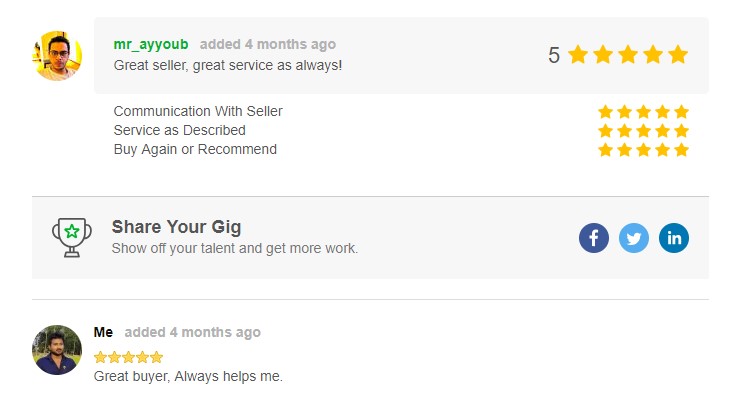 mr_ayyoub added 4 months ago
Great seller, great service as always!
5
Communication With Seller
Service as Described
Buy Again or Recommend
Share Your Gig
Show off your talent and get more work.
f
in
Me added 4 months ago
Great buyer, Always helps me.